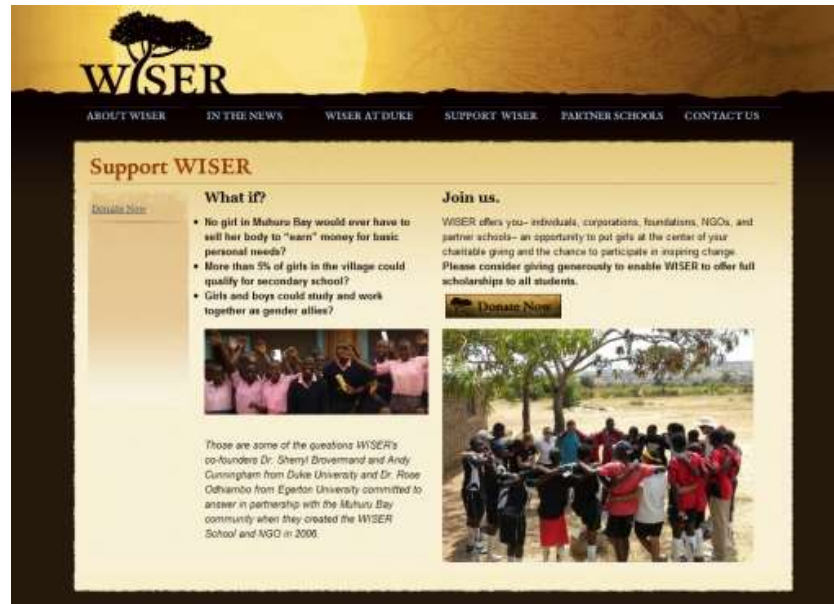 WISER
ABOUT WISER
IN THE NEWS
WISER AT DUKE
SUPPORT WISER
PARTNER SCHOOLS
CONTACT US
Support WISER
Donate Now
What if?
• No girl in Muhuru Bay would ever have to
sell her body to “earn” money for basic
personal needs?
• More than 5% of girls in the village could
qualify for secondary school?
• Girls and boys could study and work
together as gender allies?
Those are some of the questions WISER's
co-founders Dr. Sherryl Brovermand and Andy
Cunningham from Duke University and Dr. Rose
Odhiambo from Egerton University committed to
answer in partnership with the Muhuru Bay
community when they created the WISER
School and NGO in 2006.
Join us.
WISER offers you– individuals, corporations, foundations, NGOs, and
partner schools– an opportunity to put girls at the center of your
charitable giving and the chance to participate in inspiring change.
Please consider giving generously to enable WISER to offer full
scholarships to all students.
Donate Now